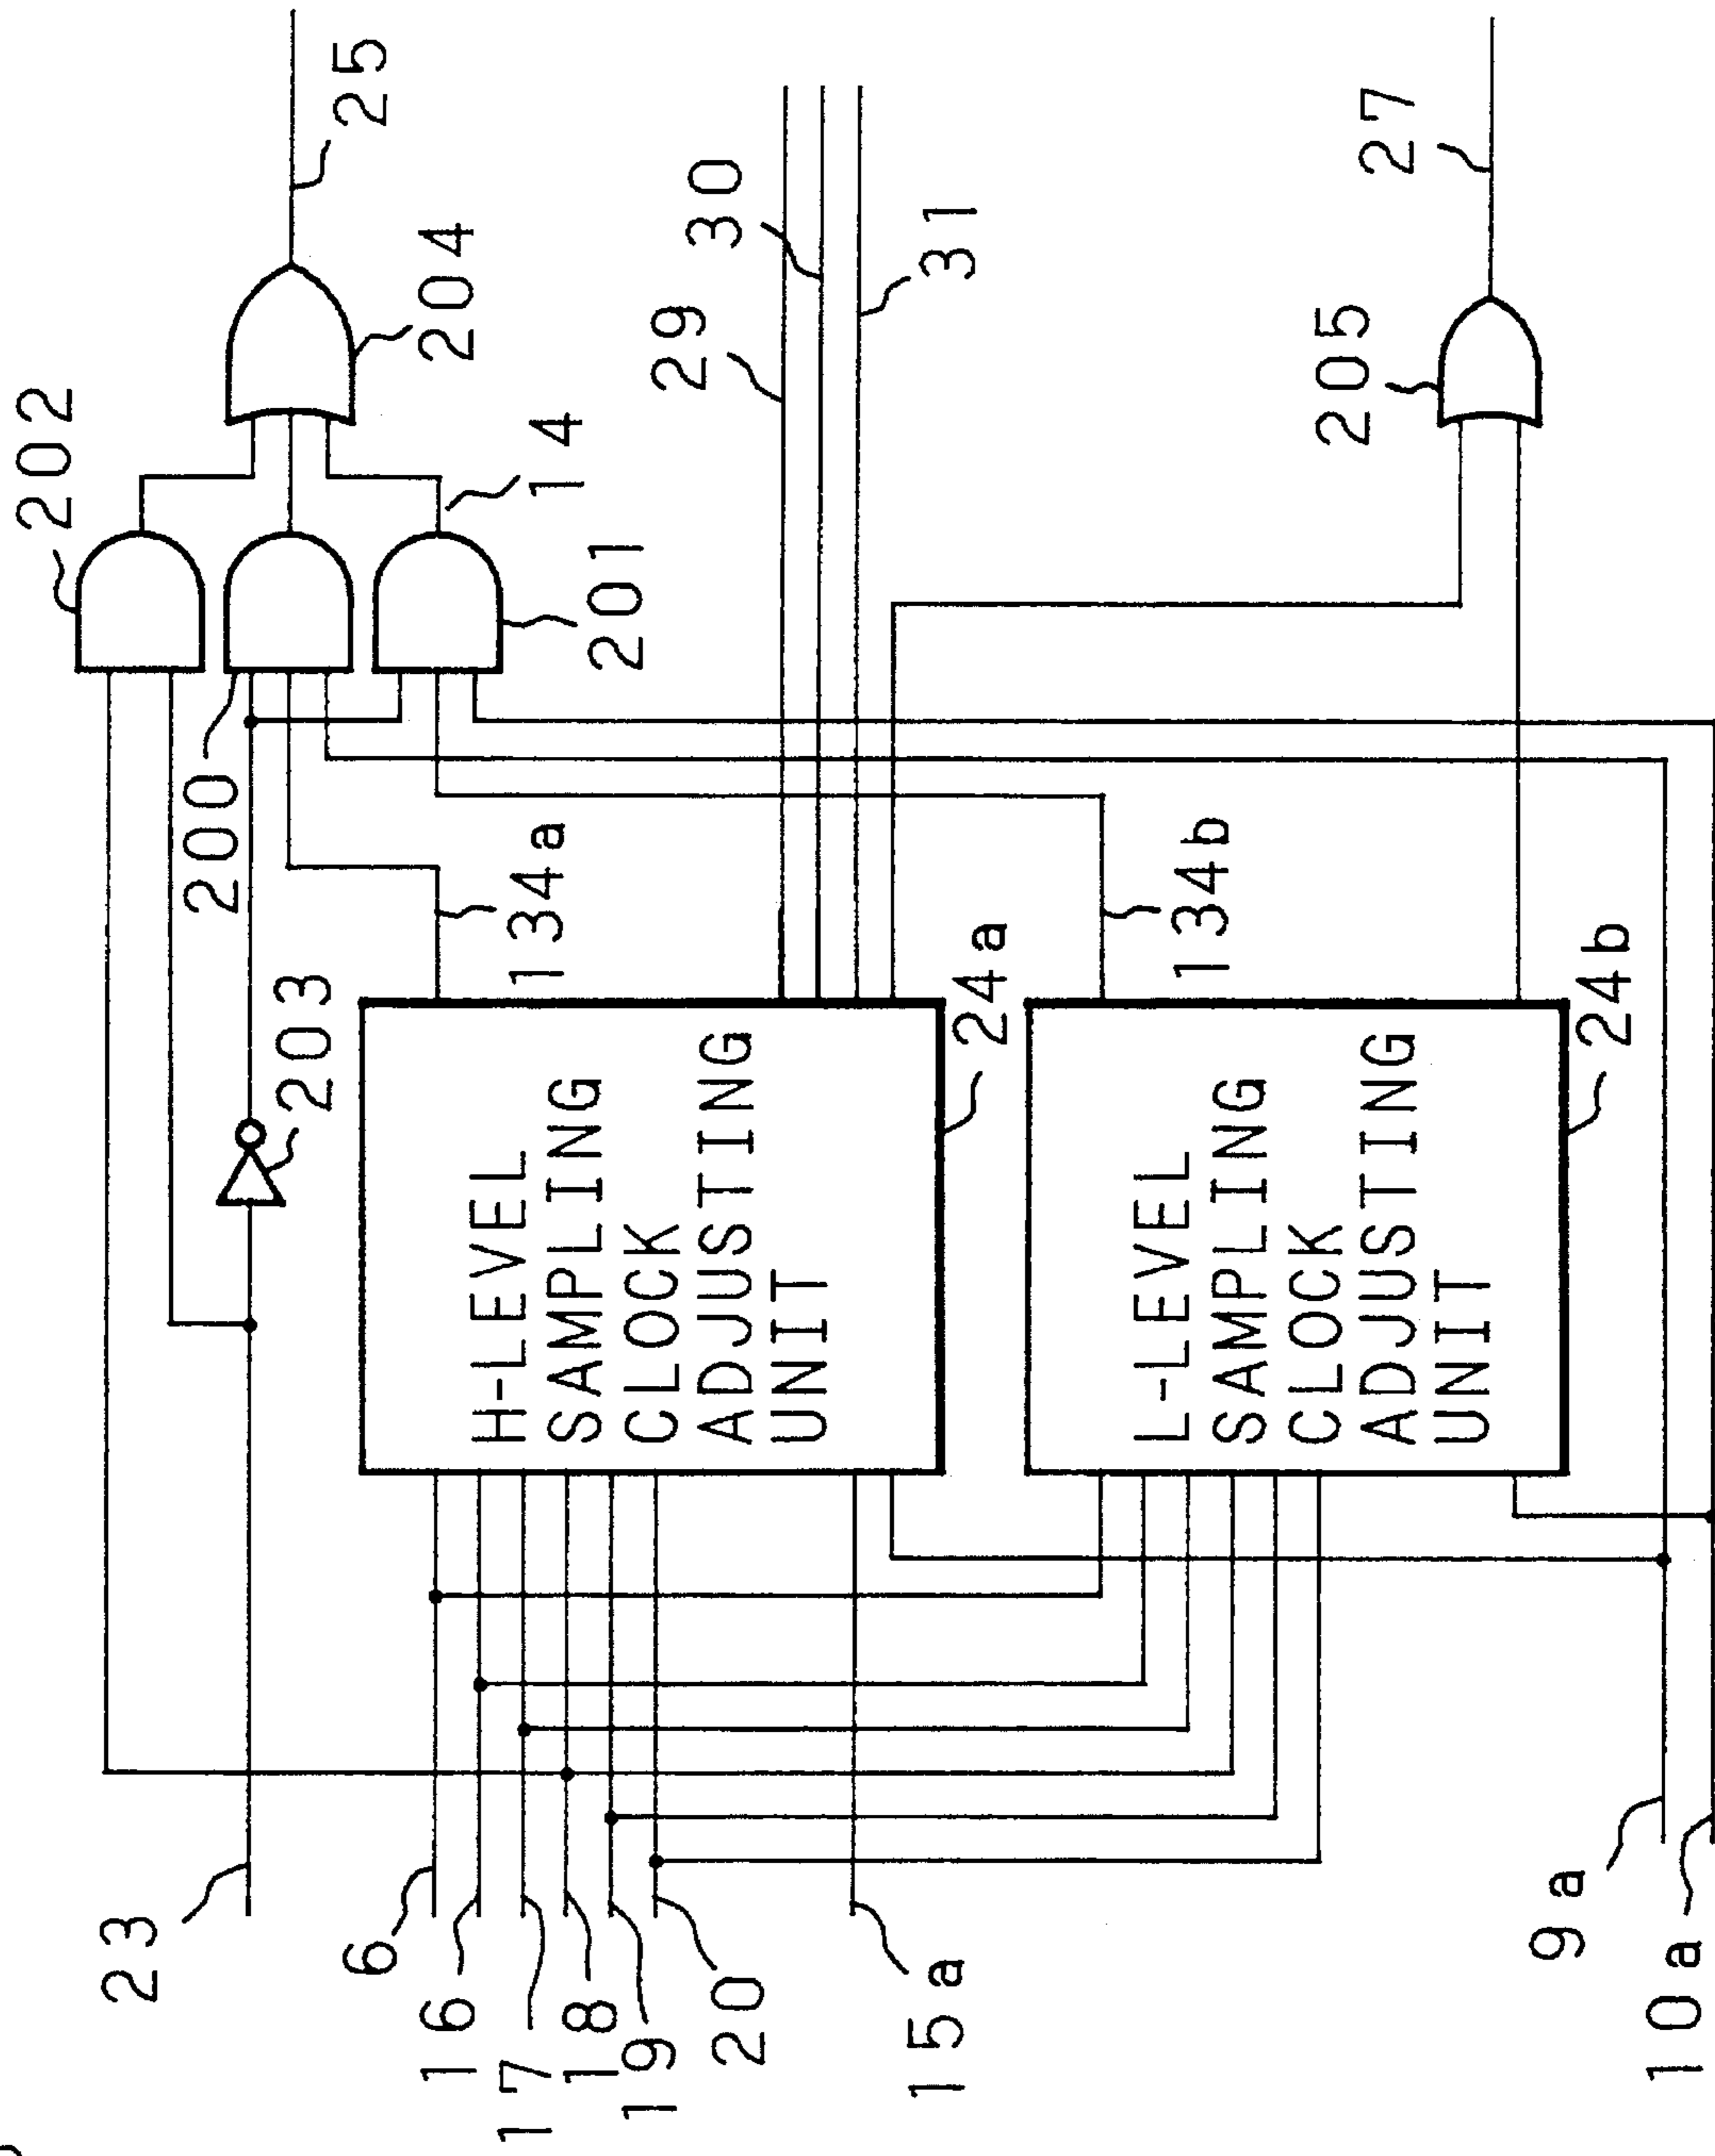 23
6
16
17
18
19
20
15a
9a
10a
203
H-LEVEL
SAMPLING
CLOCK
ADJUSTING
UNIT
24a
L-LEVEL
SAMPLING
CLOCK
ADJUSTING
UNIT
24b
134a
134b
200
202
201
14
204
25
29
30
31
205
27